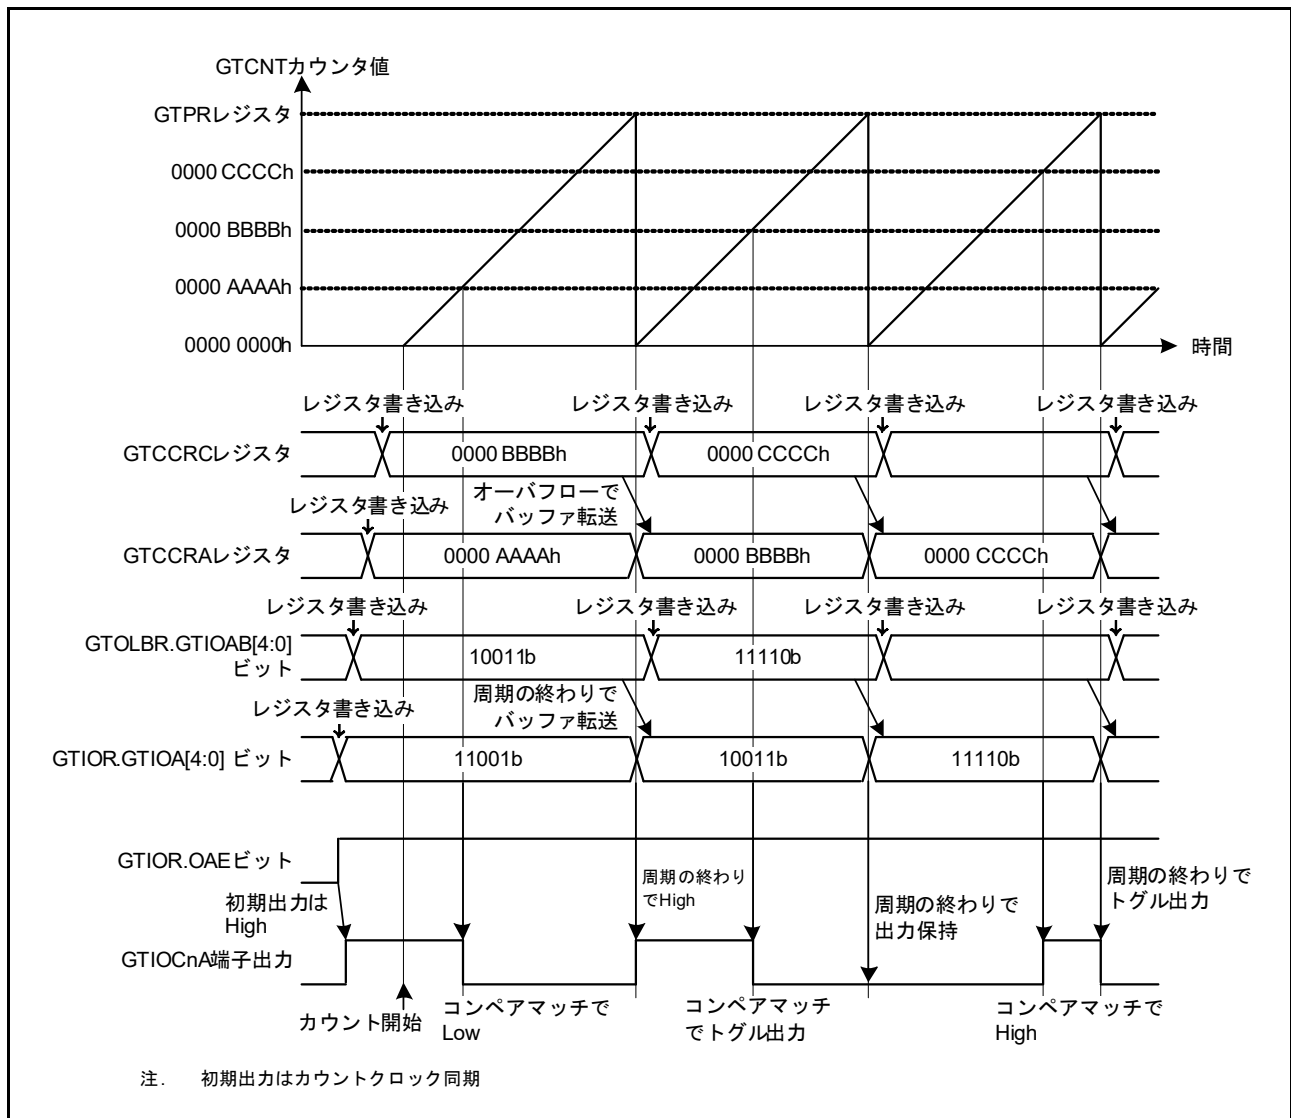 GTCNTカウンタ値
GTPRレジスタ
0000 CCCCh
0000 BBBBh
0000 AAAAh
0000 0000h
時間
レジスタ書き込み
レジスタ書き込み
レジスタ書き込み
レジスタ書き込み
GTCCRCレジスタ
0000 BBBBh
0000 CCCCh
レジスタ書き込み
オーバフローで
バッファ転送
GTCCRAレジスタ
0000 AAAAh
0000 BBBBh
0000 CCCCh
レジスタ書き込み
レジスタ書き込み
レジスタ書き込み
レジスタ書き込み
GTOLBR.GTIOAB[4:0]
ビット
10011b
11110b
レジスタ書き込み
周期の終わりで
バッファ転送
GTIOR.GTIOA[4:0] ビット
11001b
10011b
11110b
GTIOR.OAEビット
初期出力は
High
周期の終わり
でHigh
周期の終わりで
出力保持
周期の終わりで
トグル出力
GTIOCnA端子出力
カウント開始
コンペアマッチで
Low
コンペアマッチ
でトグル出力
コンペアマッチで
High
注. 初期出力はカウントクロック同期